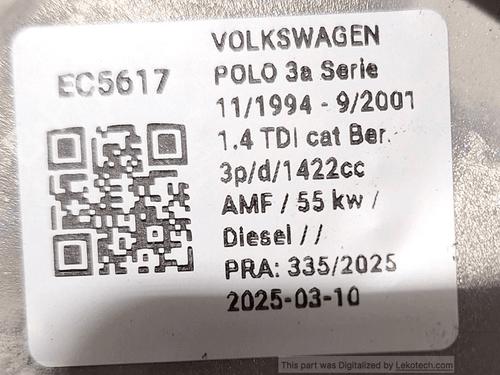 EC5617
VOLKSWAGEN
POLO 3a Serie
11/1994 - 9/2001
1.4 TDI cat Ber.
3p/d/1422cc
AMF / 55 kw /
Diesel / /
PRA: 335/2025
2025-03-10
This part was Digitalized by Lekotech.com